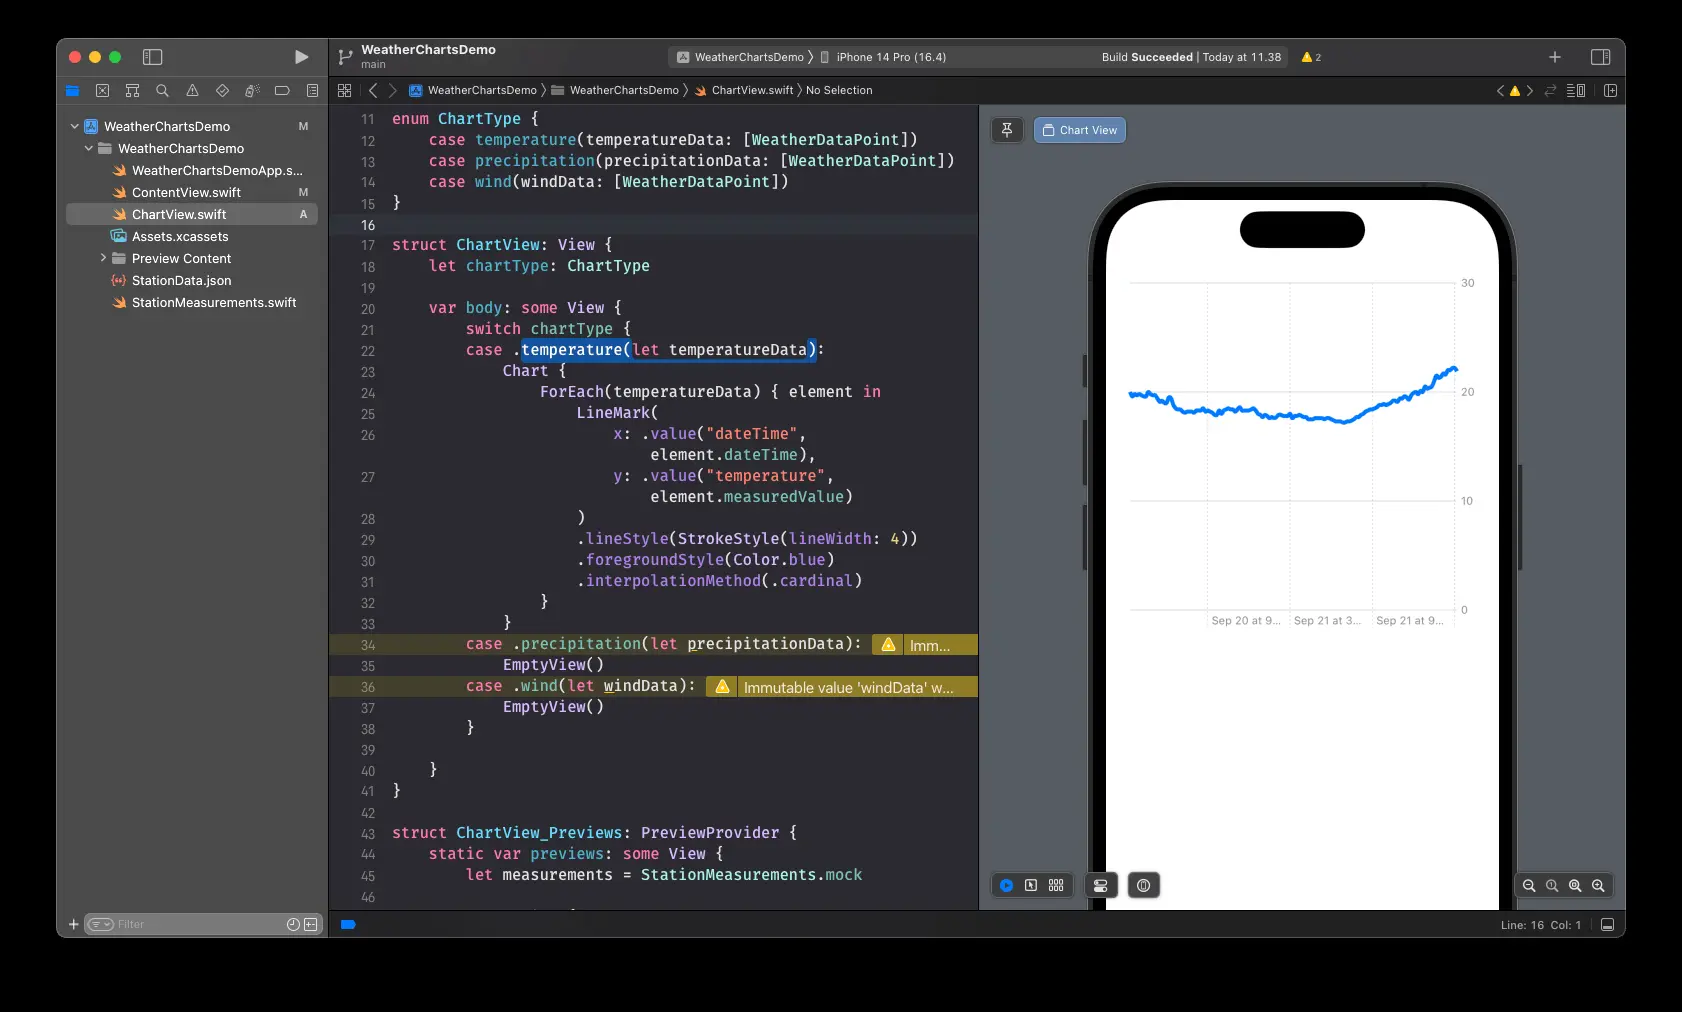 WeatherChartsDemo
main
WeatherChartsDemo
iPhone 14 Pro (16.4)
Build Succeeded | Today at 11.38
2
WeatherChartsDemo
WeatherChartsDemo
ChartView.swift
No Selection
WeatherChartsDemo M
WeatherChartsDemo
WeatherChartsDemoApp.s...
ContentView.swift M
ChartView.swift A
Assets.xcassets
Preview Content
StationData.json
StationMeasurements.swift
Filter
11 enum ChartType {
12 case temperature(temperatureData: [WeatherDataPoint])
13 case precipitation(precipitationData: [WeatherDataPoint])
14 case wind(windData: [WeatherDataPoint])
15 }
16
17 struct ChartView: View {
18 let chartType: ChartType
19
20 var body: some View {
21 switch chartType {
22 case .temperature(let temperatureData):
23 Chart {
24 ForEach(temperatureData) { element in
25 LineMark(
26 x: .value("dateTime",
element.dateTime),
27 y: .value("temperature",
element.measuredValue)
28 )
29 .lineStyle(StrokeStyle(lineWidth: 4))
30 .foregroundStyle(Color.blue)
31 .interpolationMethod(.cardinal)
32 }
33 }
34 case .precipitation(let precipitationData): Imm...
35 EmptyView()
36 case .wind(let windData): Immutable value 'windData' w...
37 EmptyView()
38 }
39
40 }
41 }
42
43 struct ChartView_Previews: PreviewProvider {
44 static var previews: some View {
45 let measurements = StationMeasurements.mock
46
Chart View
30
20
10
0
Sep 20 at 9...
Sep 21 at 3...
Sep 21 at 9...
Line: 16 Col: 1